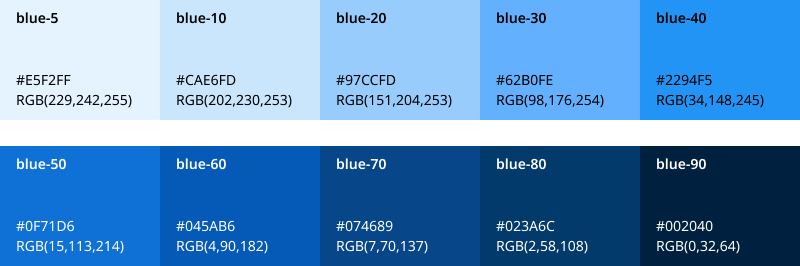 blue-5
#E5F2FF
RGB(229,242,255)
blue-10
#CAE6FD
RGB(202,230,253)
blue-20
#97CCFD
RGB(151,204,253)
blue-30
#62B0FE
RGB(98,176,254)
blue-40
#2294F5
RGB(34,148,245)
blue-50
#0F71D6
RGB(15,113,214)
blue-60
#045AB6
RGB(4,90,182)
blue-70
#074689
RGB(7,70,137)
blue-80
#023A6C
RGB(2,58,108)
blue-90
#002040
RGB(0,32,64)